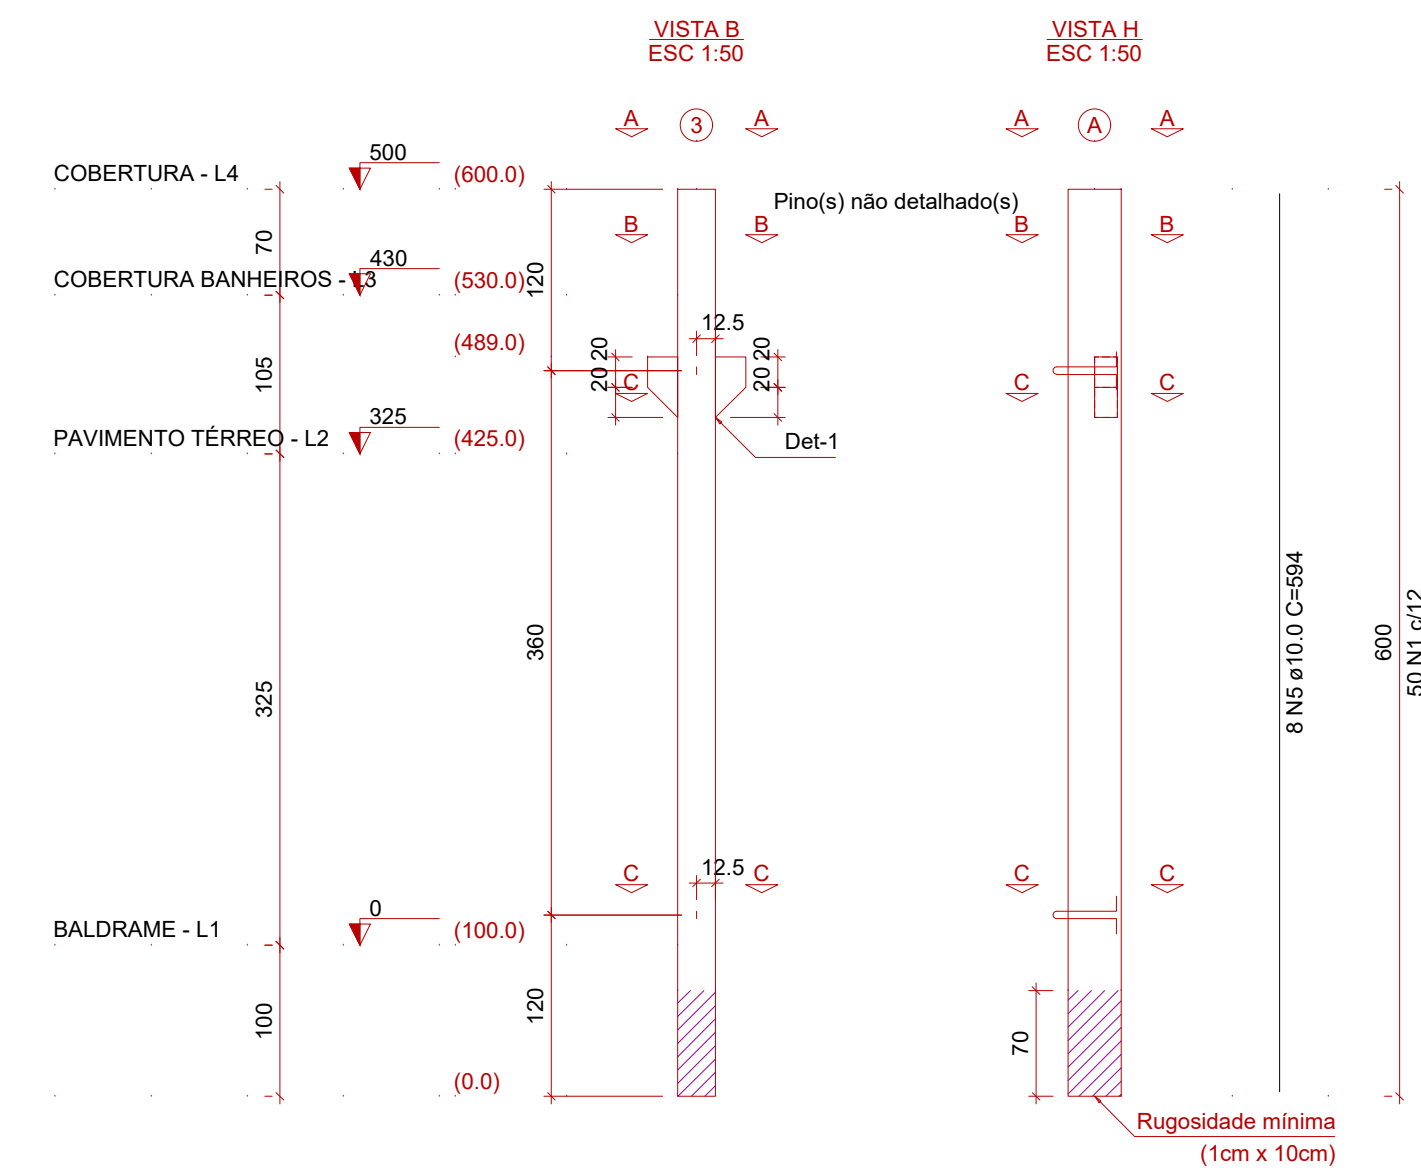 VISTA B
ESC 1:50
VISTA H
ESC 1:50
A
3
A
A
A
A
COBERTURA - L4
500
(600.0)
Pino(s) não detalhado(s)
B
B
B
B
70
COBERTURA BANHEIROS - L3
430
(530.0)
120
(489.0)
12.5
20
20
20
20
105
C
C
C
PAVIMENTO TÉRREO - L2
325
(425.0)
Det-1
325
360
8 N5 ø10.0 C=594
600
50 N1 c/12
12.5
C
C
C
C
BALDRAME - L1
0
(100.0)
100
120
70
(0.0)
Rugosidade mínima
(1cm x 10cm)